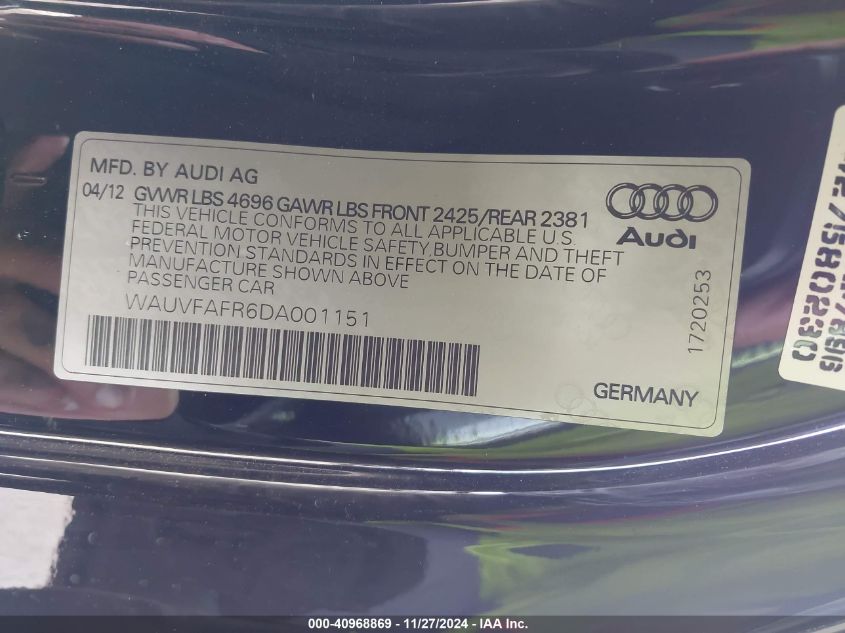 MFD. BY AUDI AG
04/12 GVWR LBS 4696 GAWR LBS FRONT 2425/REAR 2381
THIS VEHICLE CONFORMS TO ALL APPLICABLE U.S.
FEDERAL MOTOR VEHICLE SAFETY,BUMPER AND THEFT
PREVENTION STANDARDS IN EFFECT ON THE DATE OF
MANUFACTURE SHOWN ABOVE
PASSENGER CAR
WAUVFAFR6DA001151
Audi
1720253
GERMANY
000-40968869 - 11/27/2024 - 0000530